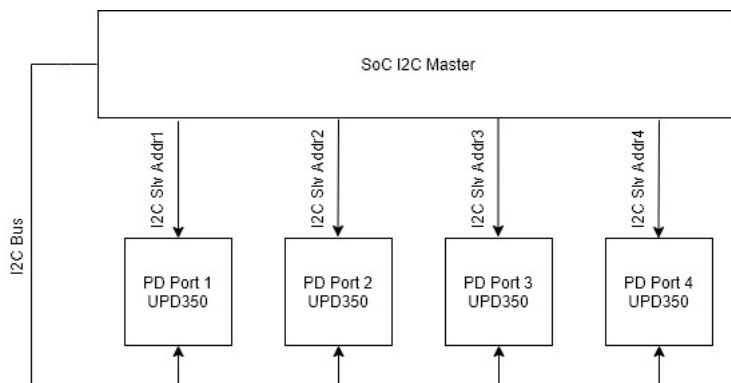 SoC I2C Master
I2C Slv Addr1
I2C Slv Addr2
I2C Slv Addr3
I2C Slv Addr4
I2C Bus
PD Port 1
UPD350
PD Port 2
UPD350
PD Port 3
UPD350
PD Port 4
UPD350